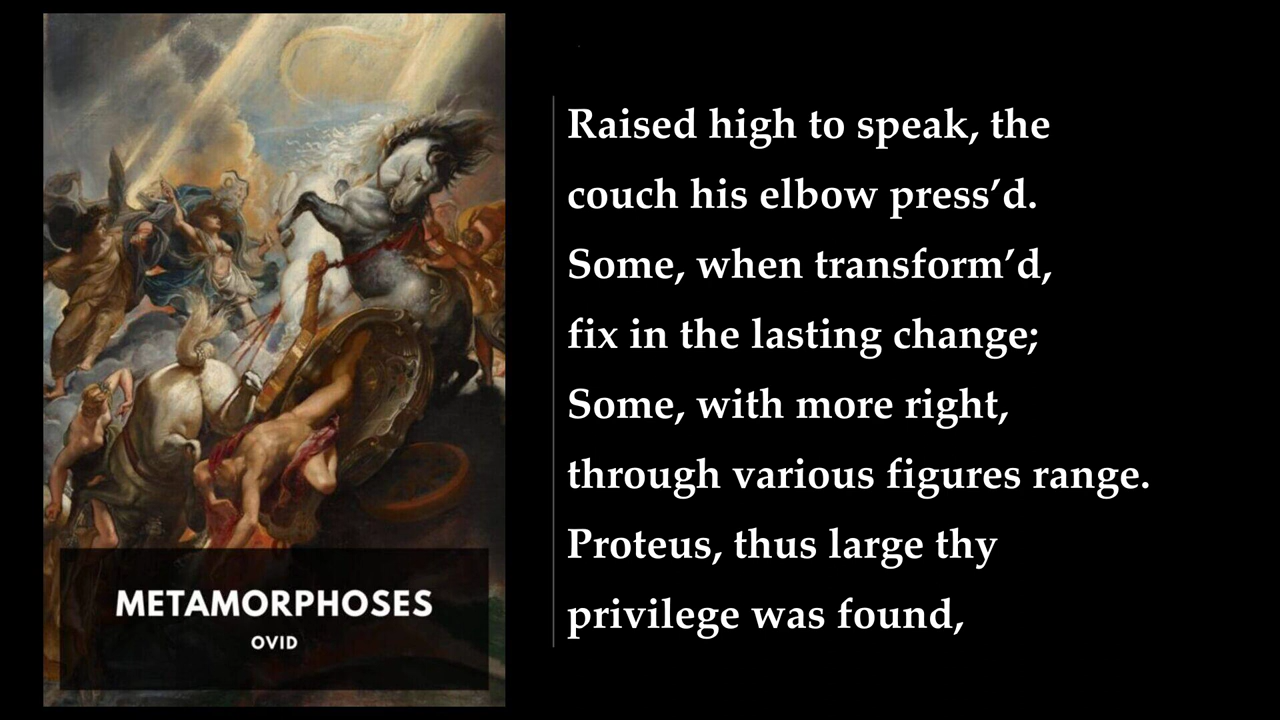 METAMORPHOSES
OVID
Raised high to speak, the
couch his elbow press’d.
Some, when transform’d,
fix in the lasting change;
Some, with more right,
through various figures range.
Proteus, thus large thy
privilege was found,